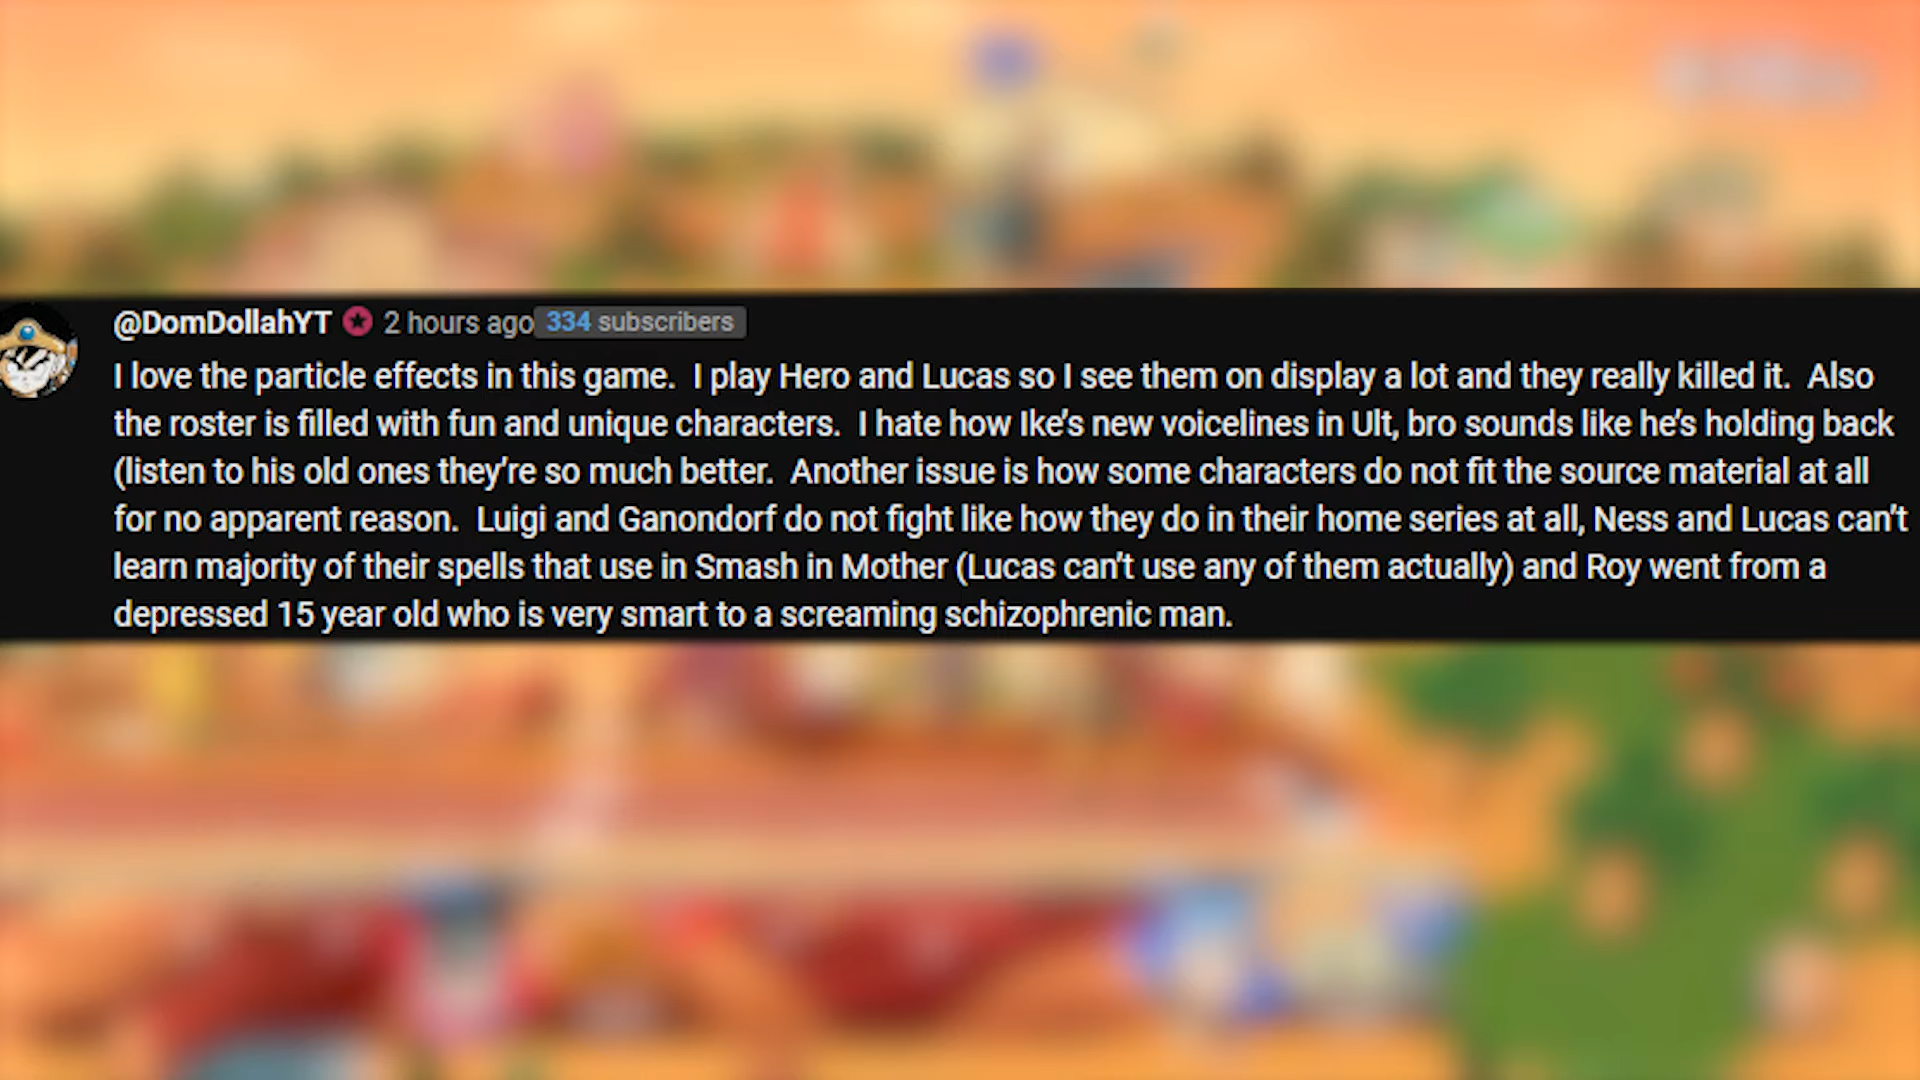 @DomDollahYT 2 hours ago 334 subscribers
I love the particle effects in this game.  I play Hero and Lucas so I see them on display a lot and they really killed it.  Also
the roster is filled with fun and unique characters.  I hate how Ike’s new voicelines in Ult, bro sounds like he’s holding back
(listen to his old ones they’re so much better.  Another issue is how some characters do not fit the source material at all
for no apparent reason.  Luigi and Ganondorf do not fight like how they do in their home series at all, Ness and Lucas can’t
learn majority of their spells that use in Smash in Mother (Lucas can’t use any of them actually) and Roy went from a
depressed 15 year old who is very smart to a screaming schizophrenic man.